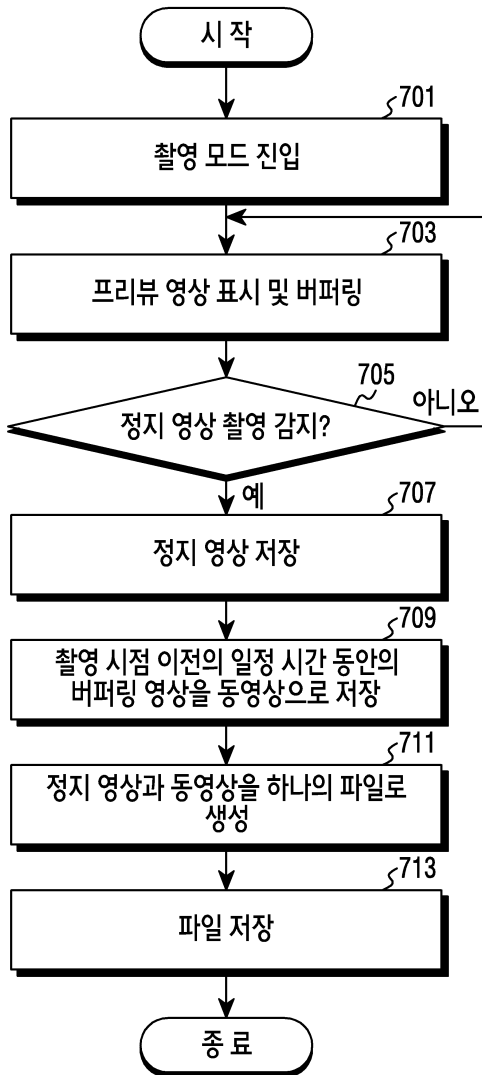 시 작
701
촬영 모드 진입
703
프리뷰 영상 표시 및 버퍼링
705
정지 영상 촬영 감지?
아니오
예
707
정지 영상 저장
709
촬영 시점 이전의 일정 시간 동안의
버퍼링 영상을 동영상으로 저장
711
정지 영상과 동영상을 하나의 파일로
생성
713
파일 저장
종 료